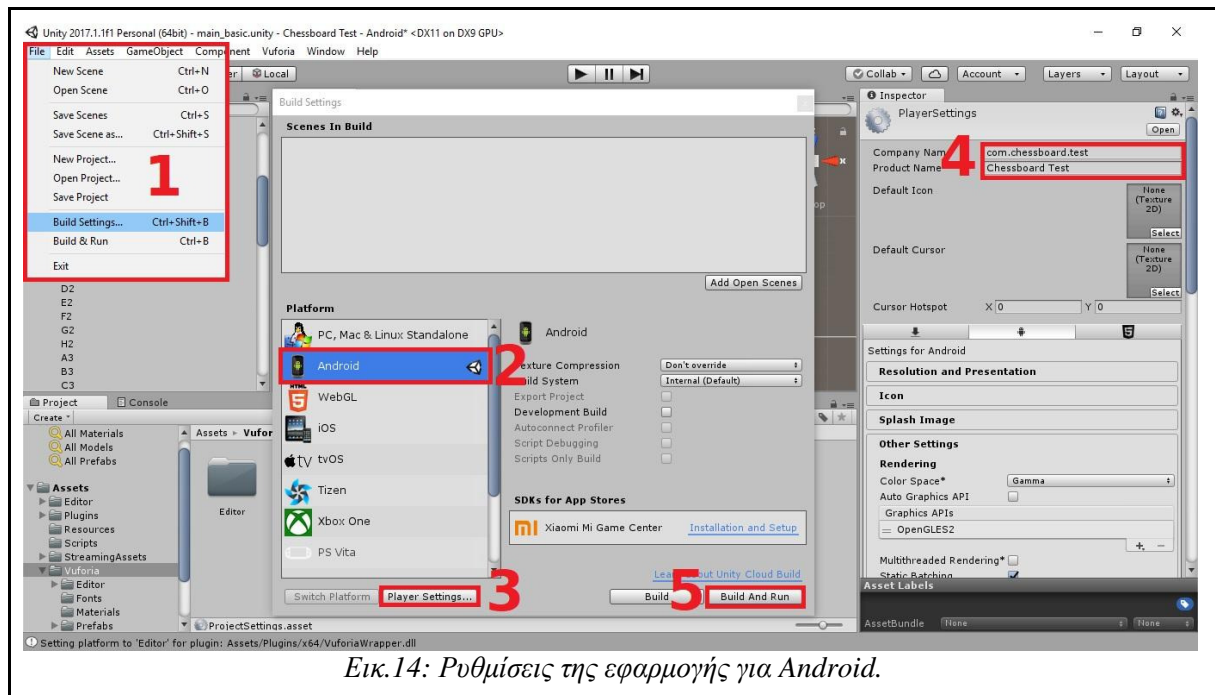 Unity 2017.1.1f1 Personal (64bit) - main_basic.unity - Chessboard Test - Android* <DX11 on DX9 GPU>
File Edit Assets GameObject Component Vuforia Window Help
New Scene Ctrl+N
Open Scene Ctrl+O
Save Scenes Ctrl+S
Save Scene as... Ctrl+Shift+S
New Project...
Open Project...
Save Project
Build Settings... Ctrl+Shift+B
Build & Run Ctrl+B
Exit
1
Local
Collab Account Layers Layout
D2
E2
F2
G2
H2
A3
B3
C3
Build Settings
Scenes In Build
Add Open Scenes
Platform
PC, Mac & Linux Standalone
Android
2
HTML
5
WebGL
iOS
tv tvOS
Tizen
Xbox One
PS Vita
Android
Texture Compression Don't override
Build System Internal (Default)
Export Project
Development Build
Autoconnect Profiler
Script Debugging
Scripts Only Build
SDKs for App Stores
Xiaomi Mi Game Center Installation and Setup
Learn about Unity Cloud Build
Switch Platform Player Settings... 3 Build 5 Build And Run
Inspector
PlayerSettings
Open
Company Name com.chessboard.test
4
Product Name Chessboard Test
Default Icon None
(Texture
2D)
Select
Default Cursor None
(Texture
2D)
Select
Cursor Hotspot X 0 Y 0
5
Settings for Android
Resolution and Presentation
Icon
Splash Image
Other Settings
Rendering
Color Space* Gamma
Auto Graphics API
Graphics APIs
= OpenGLES2
+. −
Multithreaded Rendering*
Static Batching
Asset Labels
AssetBundle None None
Project Console
Create
All Materials
All Models
All Prefabs
Assets
Editor
Plugins
Resources
Scripts
StreamingAssets
Vuforia
Editor
Fonts
Materials
Prefabs
Assets Vufor
Editor
ProjectSettings.asset
Setting platform to 'Editor' for plugin: Assets/Plugins/x64/VuforiaWrapper.dll
Εικ.14: Ρυθμίσεις της εφαρμογής για Android.